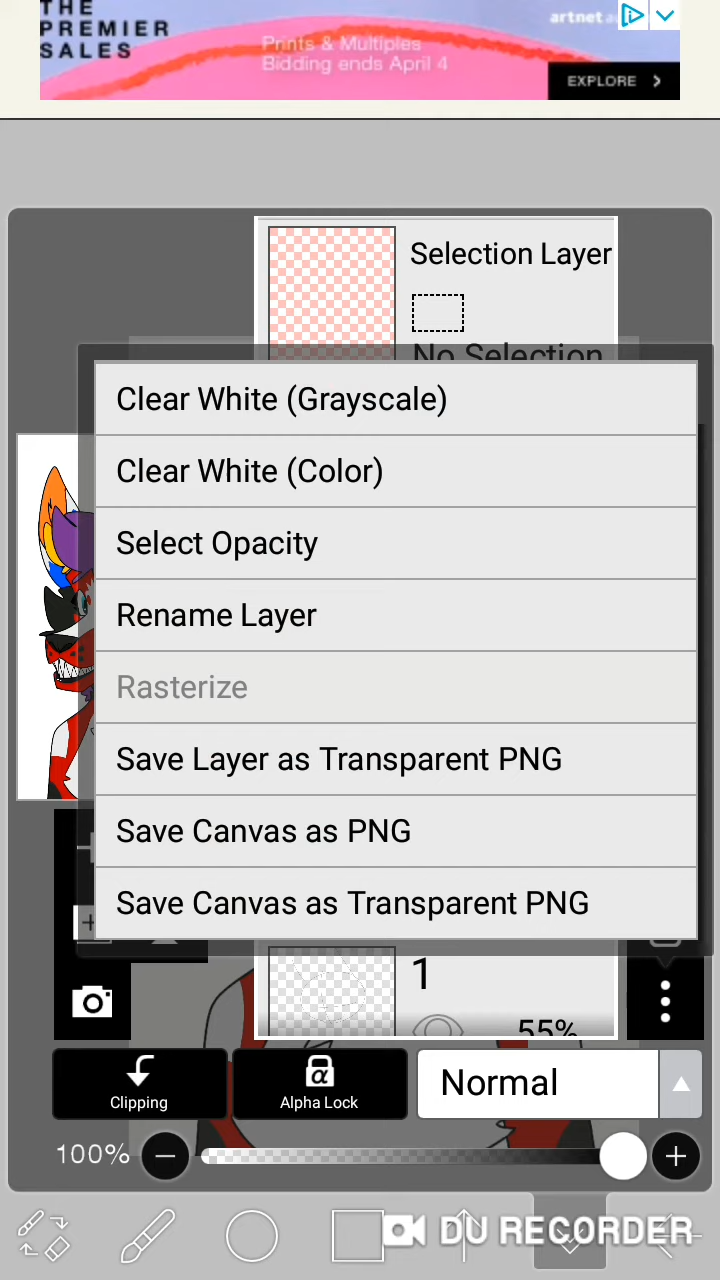 THE
PREMIER
SALES
artnet
Prints & Multiples
Bidding ends April 4
EXPLORE
Selection Layer
No Selection
Clear White (Grayscale)
Clear White (Color)
Select Opacity
Rename Layer
Rasterize
Save Layer as Transparent PNG
Save Canvas as PNG
Save Canvas as Transparent PNG
1
55%
Clipping
α
Alpha Lock
Normal
100%
DU RECORDER